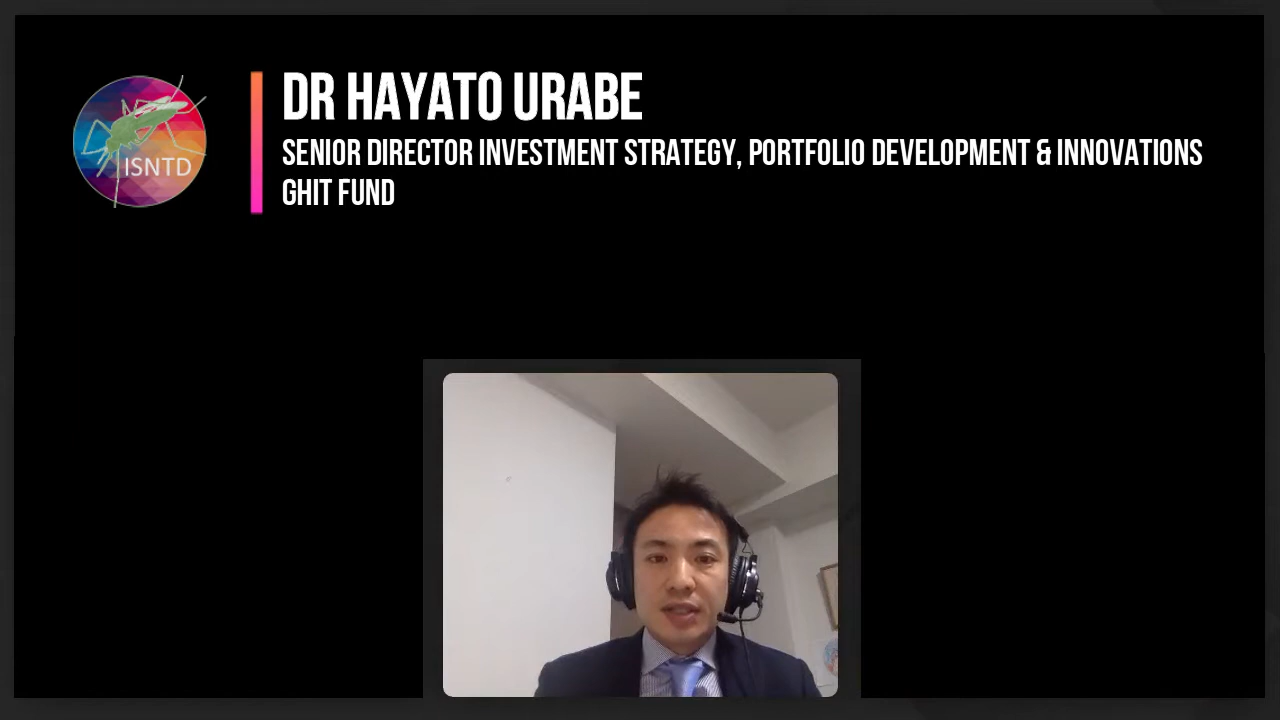 ISNTD
DR HAYATO URABE
SENIOR DIRECTOR INVESTMENT STRATEGY, PORTFOLIO DEVELOPMENT & INNOVATIONS
GHIT FUND